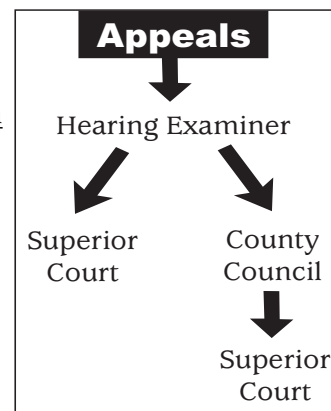 Appeals
Hearing Examiner
Superior
Court
County
Council
Superior
Court